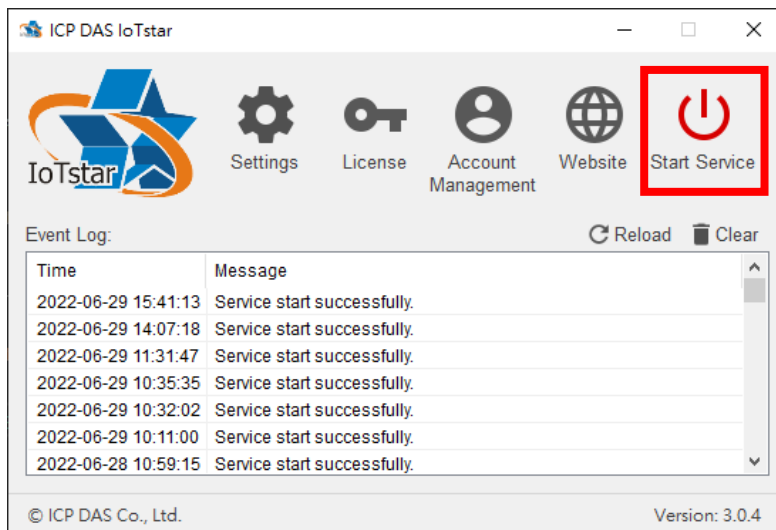 ICP DAS IoTstar
IoTstar
Settings
License
Account
Management
Website
Start Service
Event Log:
Reload
Clear
Time Message
2022-06-29 15:41:13 Service start successfully.
2022-06-29 14:07:18 Service start successfully.
2022-06-29 11:31:47 Service start successfully.
2022-06-29 10:35:35 Service start successfully.
2022-06-29 10:32:02 Service start successfully.
2022-06-29 10:11:00 Service start successfully.
2022-06-28 10:59:15 Service start successfully.
© ICP DAS Co., Ltd.
Version: 3.0.4